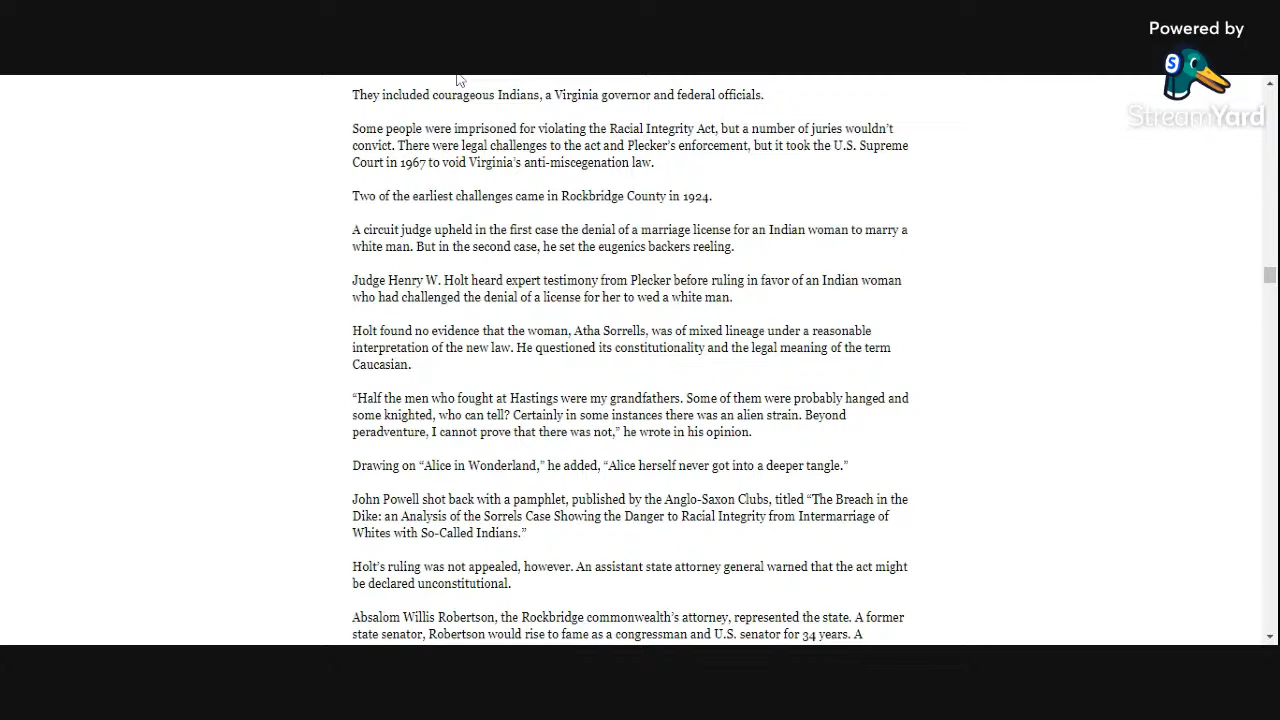 Powered by
S
StreamYard
They included courageous Indians, a Virginia governor and federal officials.
Some people were imprisoned for violating the Racial Integrity Act, but a number of juries wouldn’t
convict. There were legal challenges to the act and Plecker’s enforcement, but it took the U.S. Supreme
Court in 1967 to void Virginia’s anti-miscegenation law.
Two of the earliest challenges came in Rockbridge County in 1924.
A circuit judge upheld in the first case the denial of a marriage license for an Indian woman to marry a
white man. But in the second case, he set the eugenics backers reeling.
Judge Henry W. Holt heard expert testimony from Plecker before ruling in favor of an Indian woman
who had challenged the denial of a license for her to wed a white man.
Holt found no evidence that the woman, Atha Sorrells, was of mixed lineage under a reasonable
interpretation of the new law. He questioned its constitutionality and the legal meaning of the term
Caucasian.
“Half the men who fought at Hastings were my grandfathers. Some of them were probably hanged and
some knighted, who can tell? Certainly in some instances there was an alien strain. Beyond
peradventure, I cannot prove that there was not,” he wrote in his opinion.
Drawing on “Alice in Wonderland,” he added, “Alice herself never got into a deeper tangle.”
John Powell shot back with a pamphlet, published by the Anglo-Saxon Clubs, titled “The Breach in the
Dike: an Analysis of the Sorrels Case Showing the Danger to Racial Integrity from Intermarriage of
Whites with So-Called Indians.”
Holt’s ruling was not appealed, however. An assistant state attorney general warned that the act might
be declared unconstitutional.
Absalom Willis Robertson, the Rockbridge commonwealth’s attorney, represented the state. A former
state senator, Robertson would rise to fame as a congressman and U.S. senator for 34 years. A